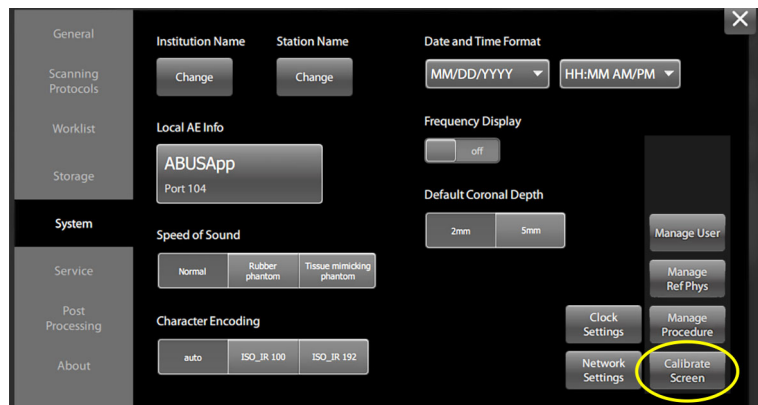 General
Scanning
Protocols
Worklist
Storage
System
Service
Post
Processing
About
Institution Name
Station Name
Change
Change
Local AE Info
ABUSApp
Port 104
Speed of Sound
Normal
Rubber
phantom
Tissue mimicking
phantom
Character Encoding
auto
ISO_IR 100
ISO_IR 192
Date and Time Format
MM/DD/YYYY
HH:MM AM/PM
Frequency Display
off
Default Coronal Depth
2mm
5mm
Manage User
Manage
Ref Phys
Clock
Settings
Manage
Procedure
Network
Settings
Calibrate
Screen